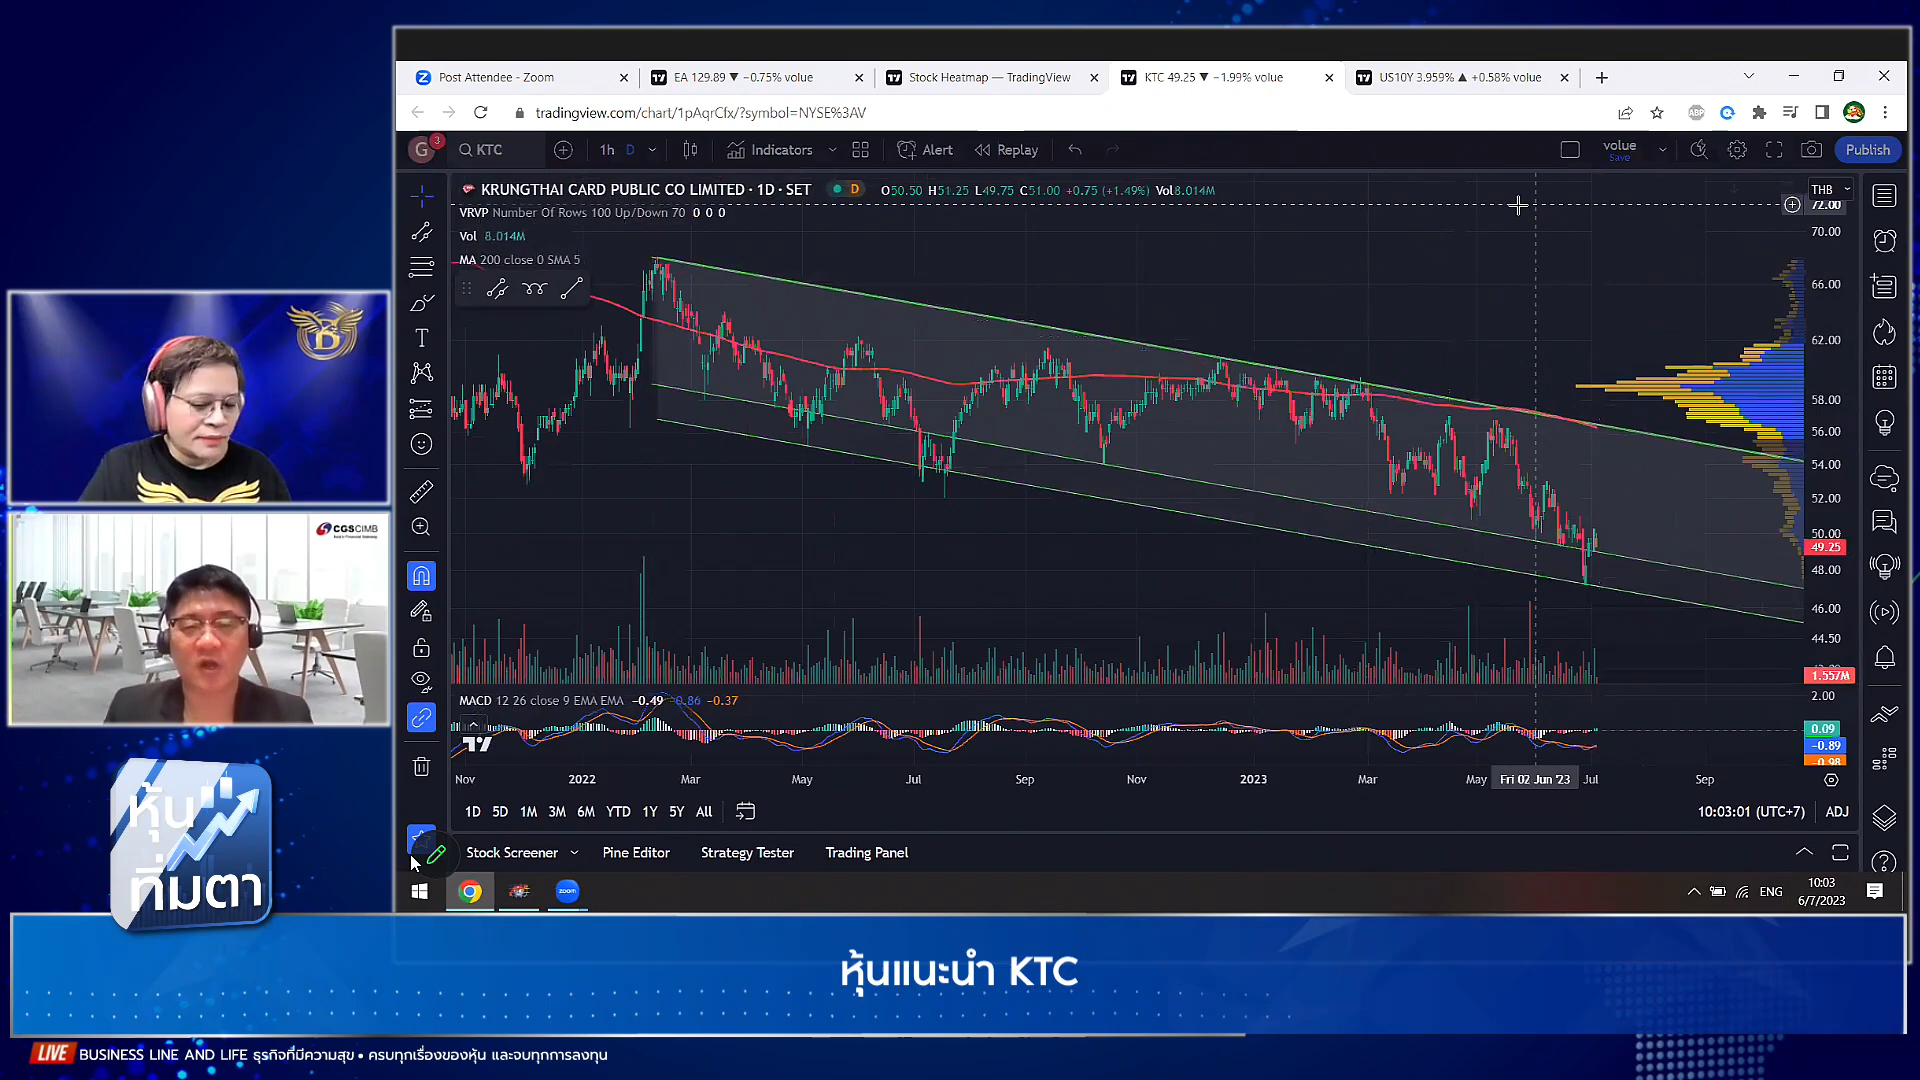 Post Attendee - Zoom
EA 129.89 ▼ −0.75% volue
Stock Heatmap — TradingView
KTC 49.25 ▼ −1.99% volue
US10Y 3.959% ▲ +0.58% volue
tradingview.com/chart/1pAqrCfx/?symbol=NYSE%3AV
ABP
G 3
KTC
1h D
Indicators
Alert
Replay
volue
Save
Publish
KRUNGTHAI CARD PUBLIC CO LIMITED · 1D · SET
D
O50.50 H51.25 L49.75 C51.00 +0.75 (+1.49%) Vol8.014M
THB
VRVP Number Of Rows 100 Up/Down 70 0 0 0
Vol 8.014M
MA 200 close 0 SMA 5
72.00
70.00
66.00
62.00
58.00
56.00
54.00
52.00
50.00
49.25
48.00
46.00
44.50
1.557M
2.00
MACD 12 26 close 9 EMA EMA −0.49 −0.86 −0.37
0.09
−0.89
−0.98
Nov 2022 Mar May Jul Sep Nov 2023 Mar May Fri 02 Jun '23 Jul Sep
1D 5D 1M 3M 6M YTD 1Y 5Y All
10:03:01 (UTC+7)
ADJ
Stock Screener
Pine Editor
Strategy Tester
Trading Panel
zoom
ENG
10:03
6/7/2023
CGS CIMB
หุ้น
ทิ่มตา
หุ้นแนะนำ KTC
LIVE BUSINESS LINE AND LIFE ธุรกิจที่มีความสุข • ครบทุกเรื่องของหุ้น และจบทุกการลงทุน